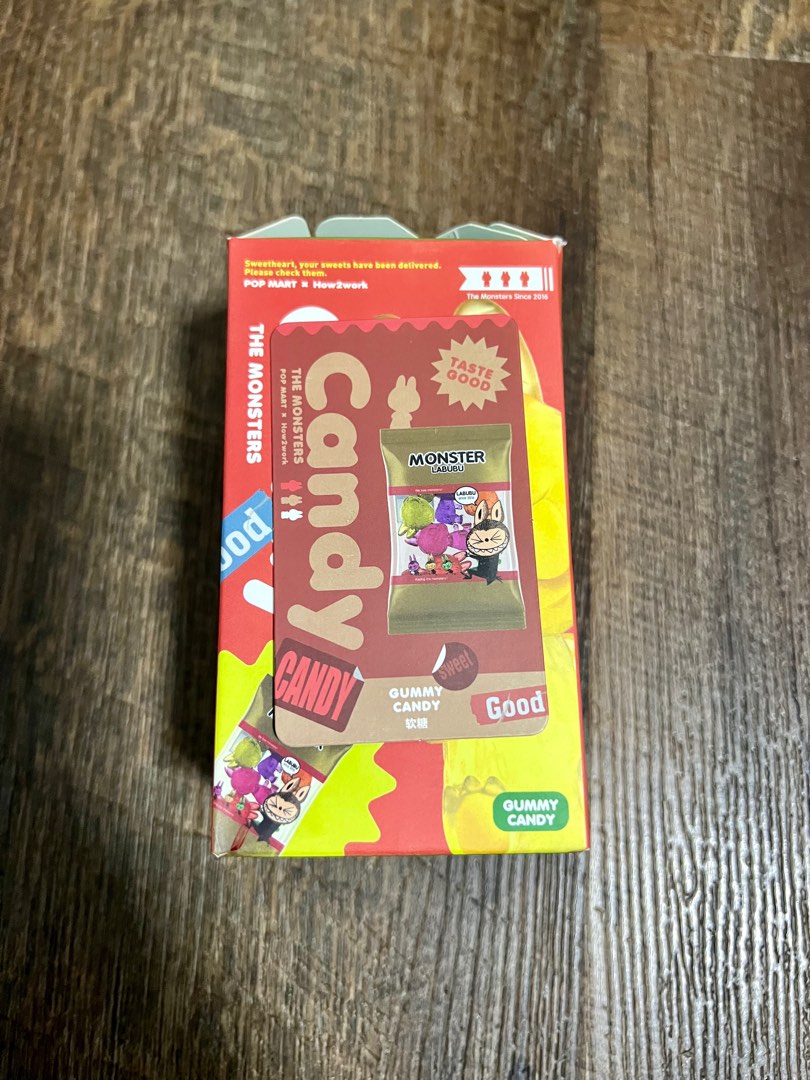 Sweetheart, your sweets have been delivered.
Please check them.
POP MART × How2work
The Monsters Since 2016
THE MONSTERS
ood
Candy
THE MONSTERS
POP MART × How2work
TASTE
GOOD
MONSTER
LABUBU
LABUBU
CANDY
sweet
GUMMY
CANDY
软糖
Good
LABUBU
GUMMY
CANDY